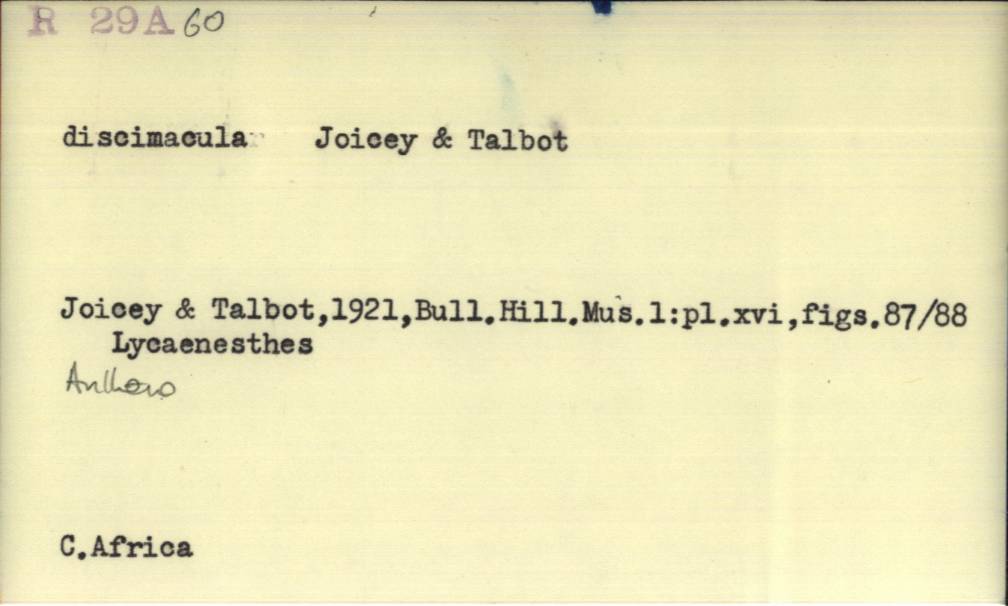 R 29A 60
discimacula Joicey & Talbot
Joicey & Talbot,1921,Bull.Hill.Mus.1:pl.xvi,figs.87/88
Lycaenesthes
C.Africa